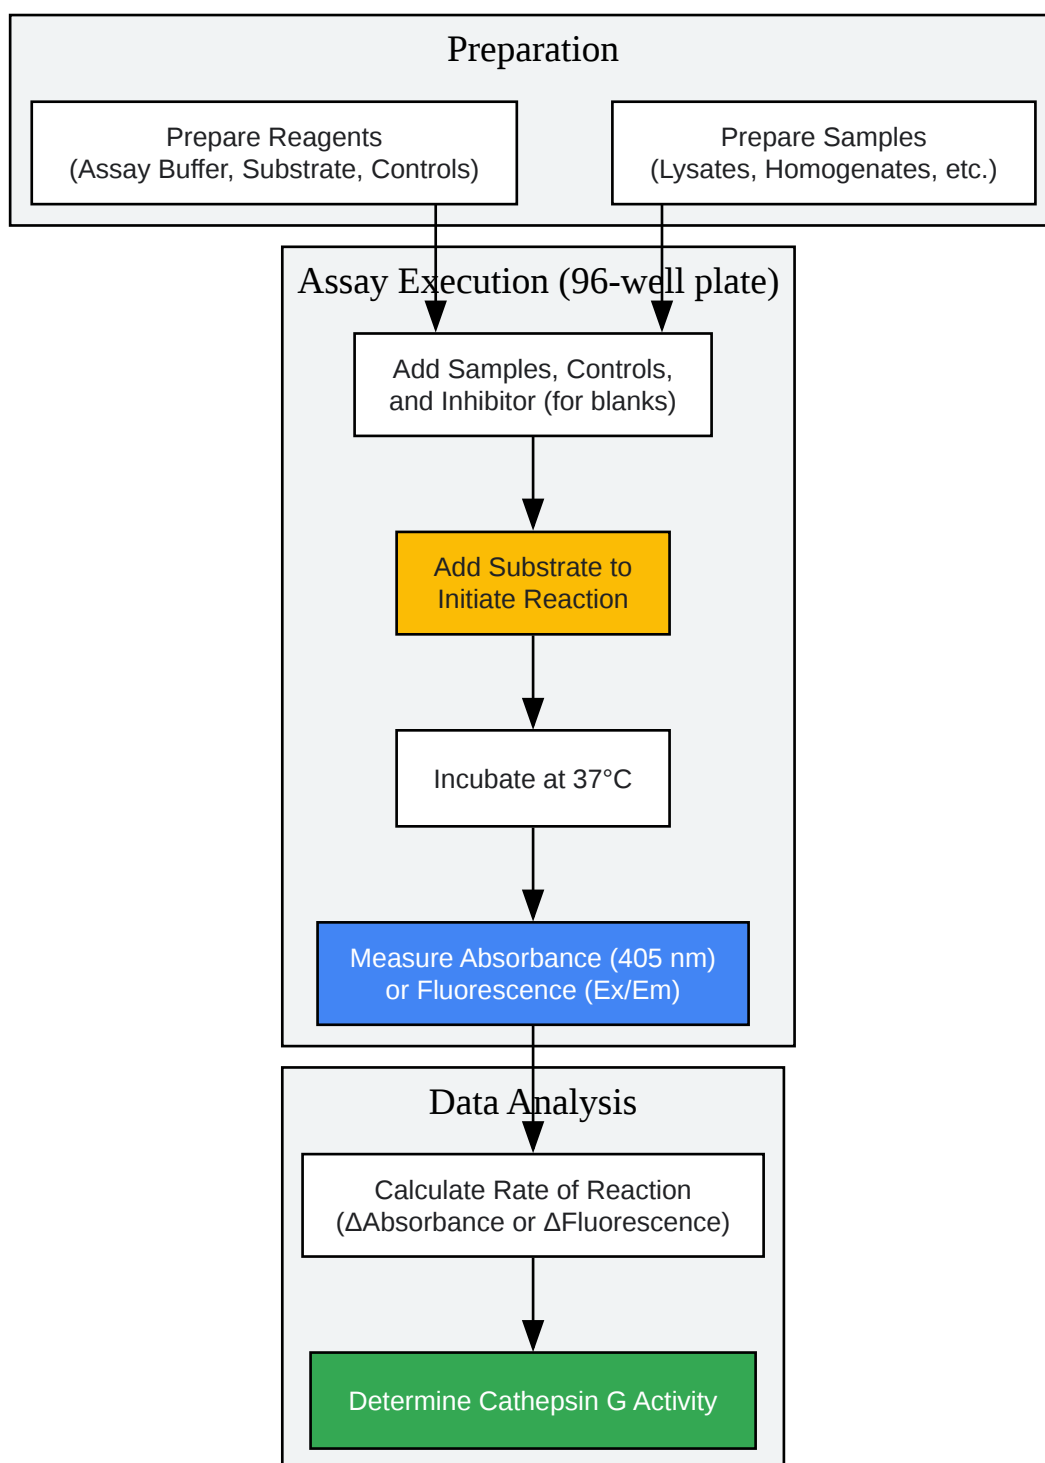 Preparation
Prepare Reagents
(Assay Buffer, Substrate, Controls)
Prepare Samples
(Lysates, Homogenates, etc.)
Assay Execution (96-well plate)
Add Samples, Controls,
and Inhibitor (for blanks)
Add Substrate to
Initiate Reaction
Incubate at 37°C
Measure Absorbance (405 nm)
or Fluorescence (Ex/Em)
Data Analysis
Calculate Rate of Reaction
(ΔAbsorbance or ΔFluorescence)
Determine Cathepsin G Activity